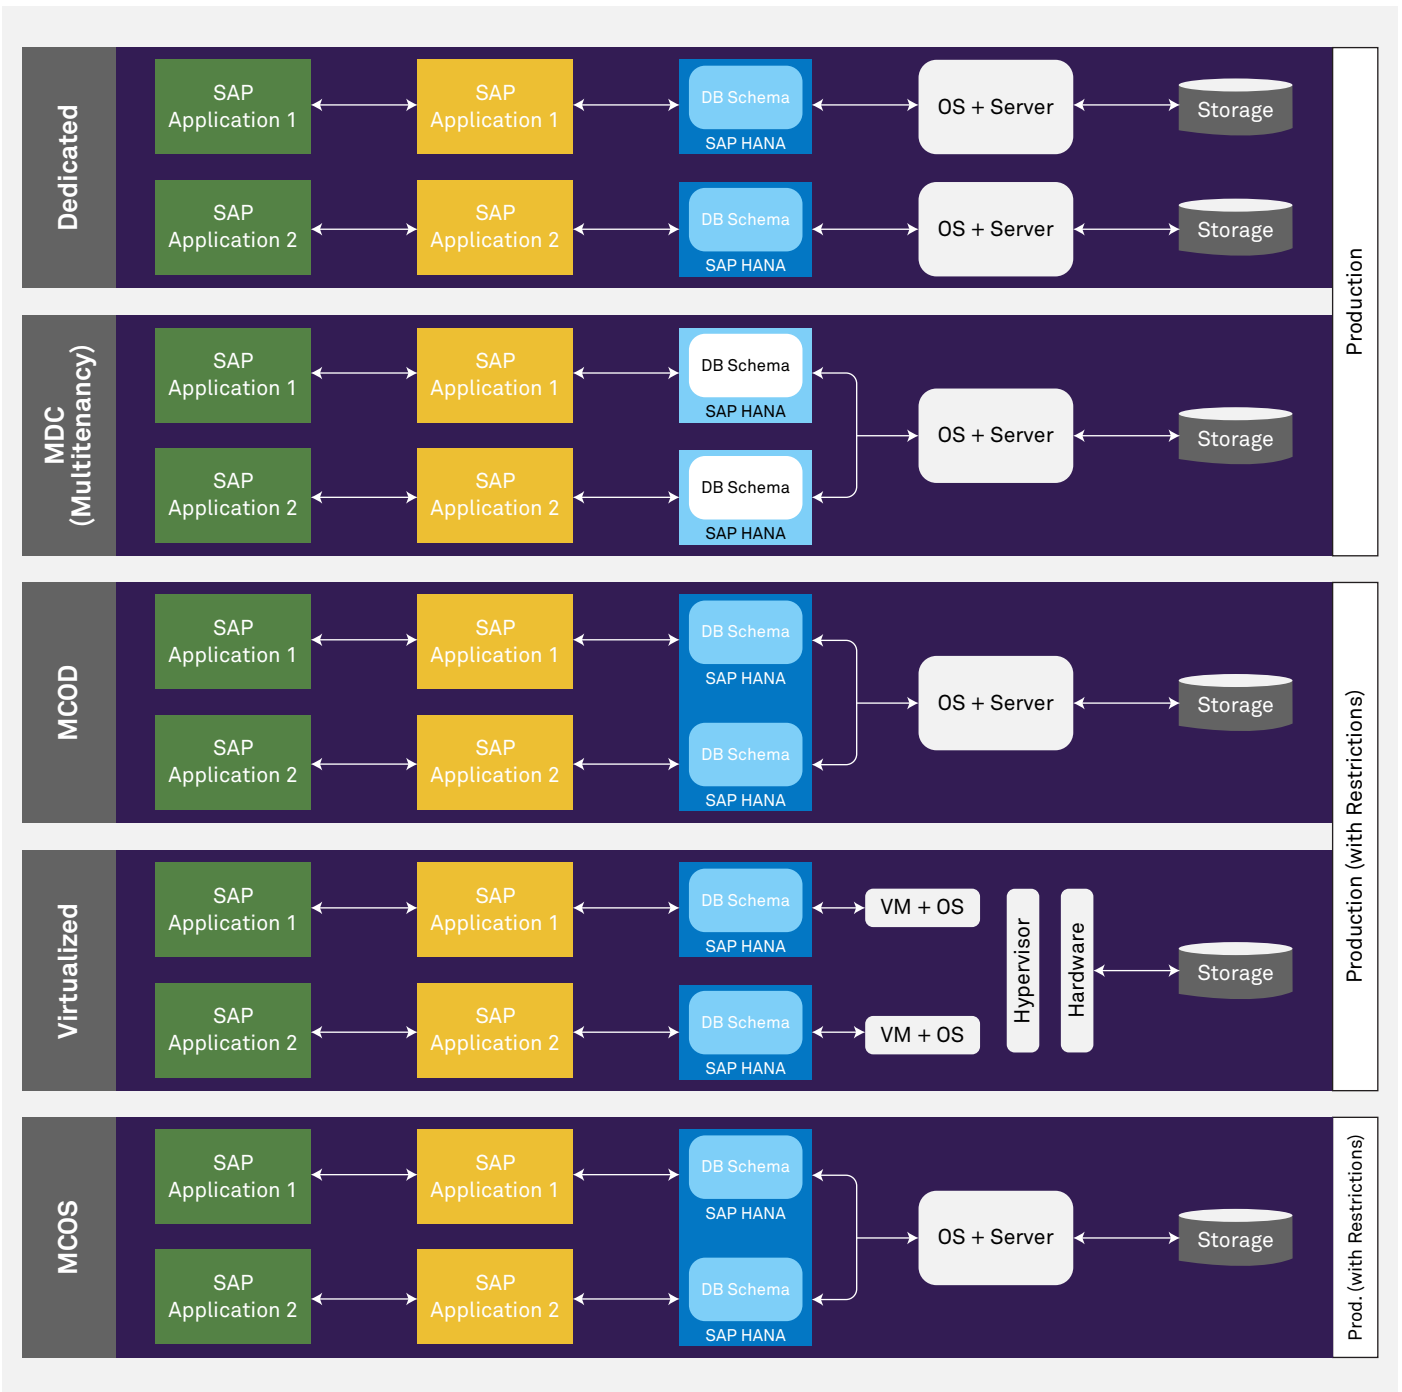 Dedicated
SAP
Application 1
SAP
Application 1
DB Schema
SAP HANA
OS + Server
Storage
SAP
Application 2
SAP
Application 2
DB Schema
SAP HANA
OS + Server
Storage
MDC
(Multitenancy)
SAP
Application 1
SAP
Application 1
DB Schema
SAP HANA
OS + Server
Storage
SAP
Application 2
SAP
Application 2
DB Schema
SAP HANA
Production
MCOD
SAP
Application 1
SAP
Application 1
DB Schema
SAP HANA
OS + Server
Storage
SAP
Application 2
SAP
Application 2
DB Schema
SAP HANA
Virtualized
SAP
Application 1
SAP
Application 1
DB Schema
SAP HANA
VM + OS
Hypervisor
Hardware
Storage
SAP
Application 2
SAP
Application 2
DB Schema
SAP HANA
VM + OS
Production (with Restrictions)
MCOS
SAP
Application 1
SAP
Application 1
DB Schema
SAP HANA
OS + Server
Storage
SAP
Application 2
SAP
Application 2
DB Schema
SAP HANA
Prod. (with Restrictions)